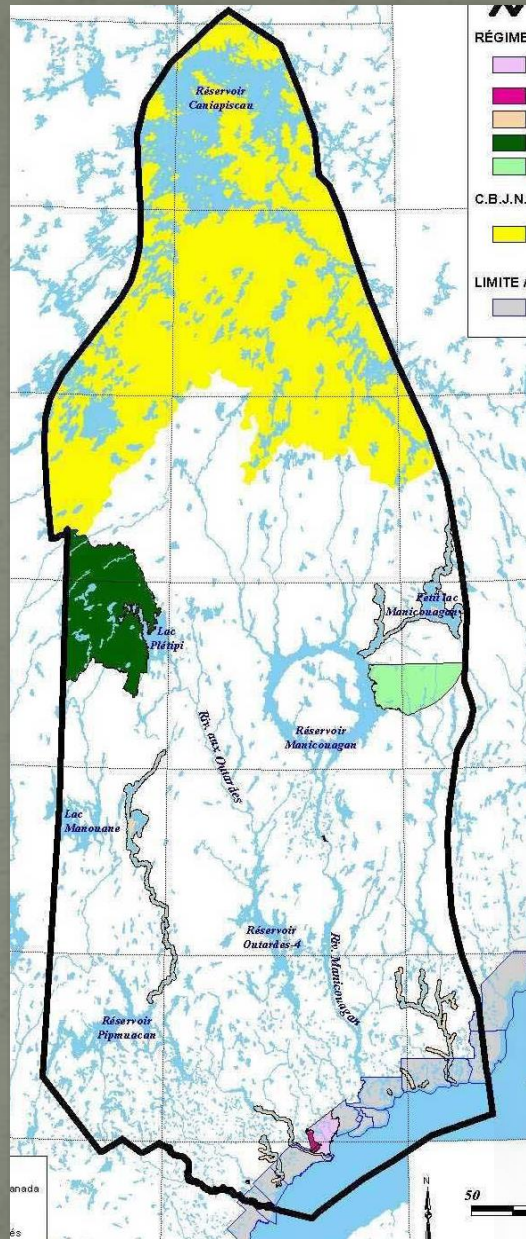 RÉGIME
C.B.J.N.
LIMITE
Réservoir
Caniapiscau
Petit lac
Manicouagan
Lac
Plétipi
Réservoir
Manicouagan
Riv. aux Outardes
Lac
Manouane
Réservoir
Outardes-4
Riv. Manicouagan
Réservoir
Pipmuacan
anada
és
N
50